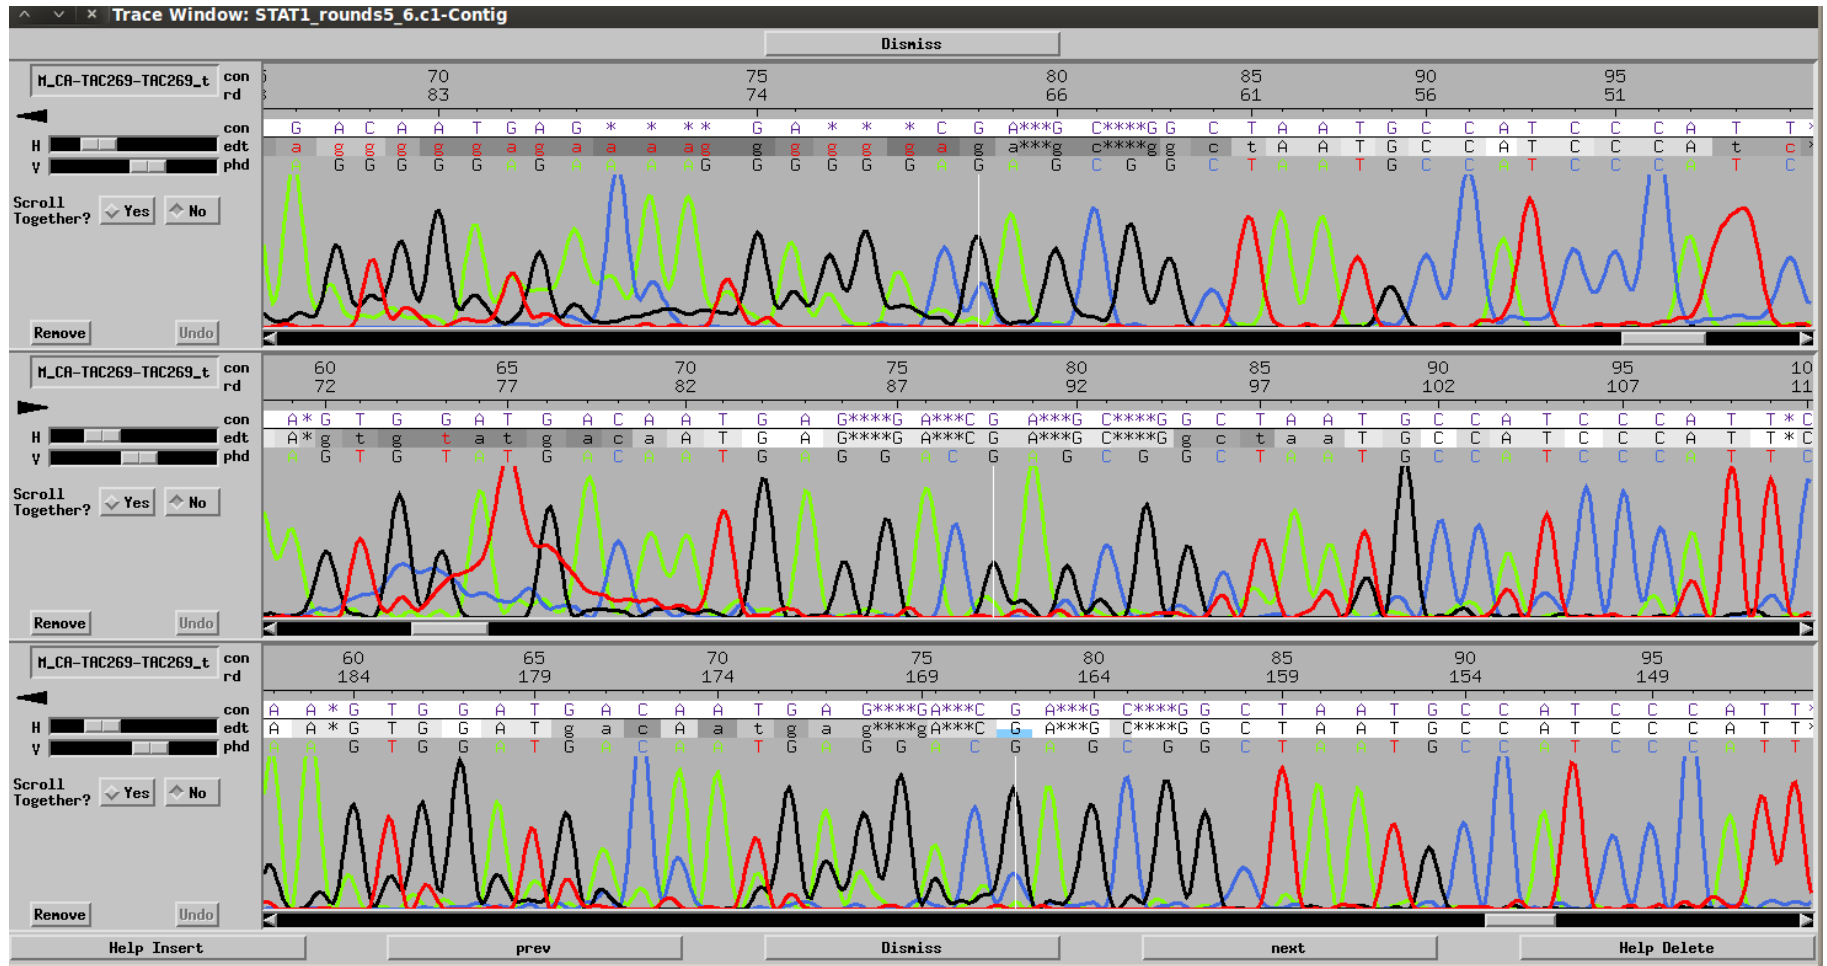 Trace Window: STAT1_rounds5_6.c1-Contig
Dismiss
M_CA-TAC269-TAC269_t con 70 75 80 85 90 95
rd 83 74 66 61 56 51
con G A C A A T G A G * * * * G A * * * C G A***G C****G G C T A A T G C C A T C C C A T T *
H edt a g g g g g a g a a a a g g g g g a g a***g c****g g c t A A T G C C A T C C C A t c *
V phd A G G G G A G A A A A G G G G G A G A G C G G C T A A T G C C A T C C C A T C
Scroll
Together? Yes No
Remove Undo
M_CA-TAC269-TAC269_t con 60 65 70 75 80 85 90 95 10
rd 72 77 82 87 92 97 102 107 11
con A * G T G G A T G A C A A T G A G****G A***C G A***G C****G G C T A A T G C C A T C C C A T T * C
H edt A * g t g t a t g a c a A T G A G****G A***C G A***G C****G g c t a a T G C C A T C C C A T T * C
V phd A G T G T A T G A C A A T G A G G A C G A G C G G C T A A T G C C A T C C C A T T C
Scroll
Together? Yes No
Remove Undo
M_CA-TAC269-TAC269_t con 60 65 70 75 80 85 90 95
rd 184 179 174 169 164 159 154 149
con A A * G T G G A T G A C A A T G A G****G A***C G A***G C****G G C T A A T G C C A T C C C A T T *
H edt A A * G T G G A T g a c A a t g a g****g A***C G A***G C****G G C T A A T G C C A T C C C A T T *
V phd A A G T G G A T G A C A A T G A G G A C G A G C G G C T A A T G C C A T C C C A T T
Scroll
Together? Yes No
Remove Undo
Help Insert prev Dismiss next Help Delete